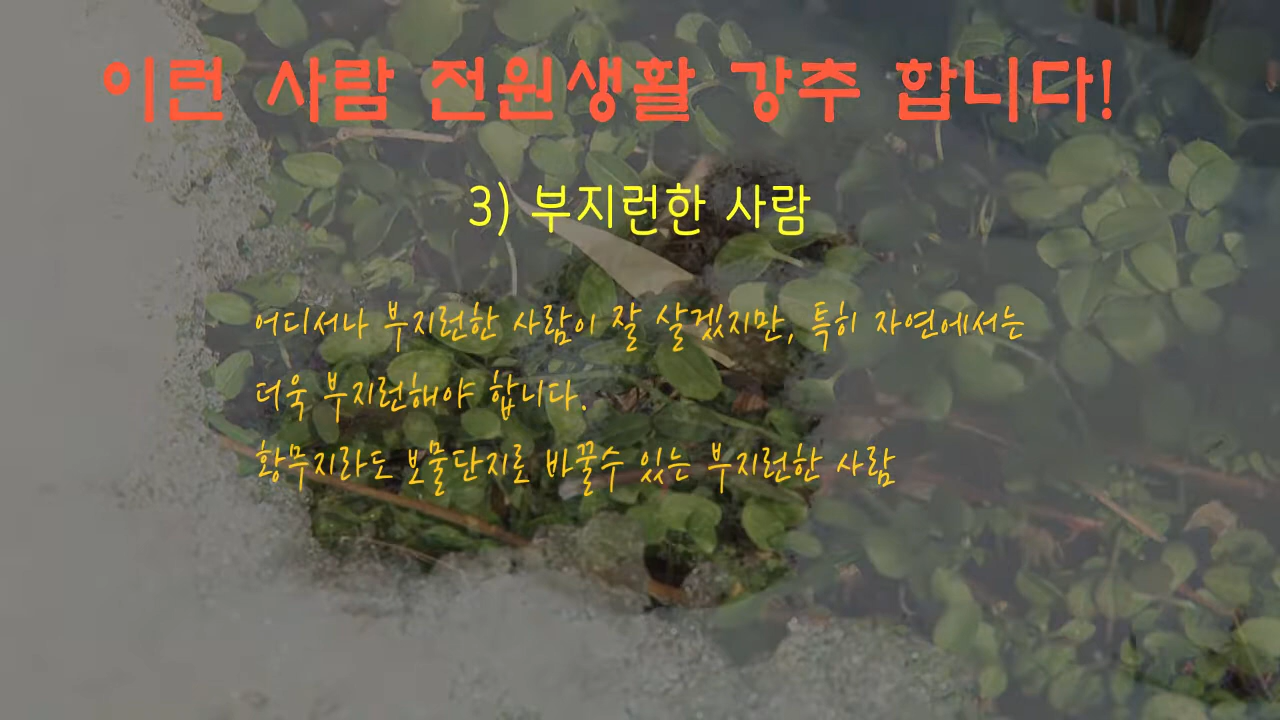 이런 사람 전원생활 강추 합니다!
3) 부지런한 사람
어디서나 부지런한 사람이 잘 살겠지만, 특히 자연에서는
더욱 부지런해야 합니다.
황무지라도 보물단지로 바꿀수 있는 부지런한 사람